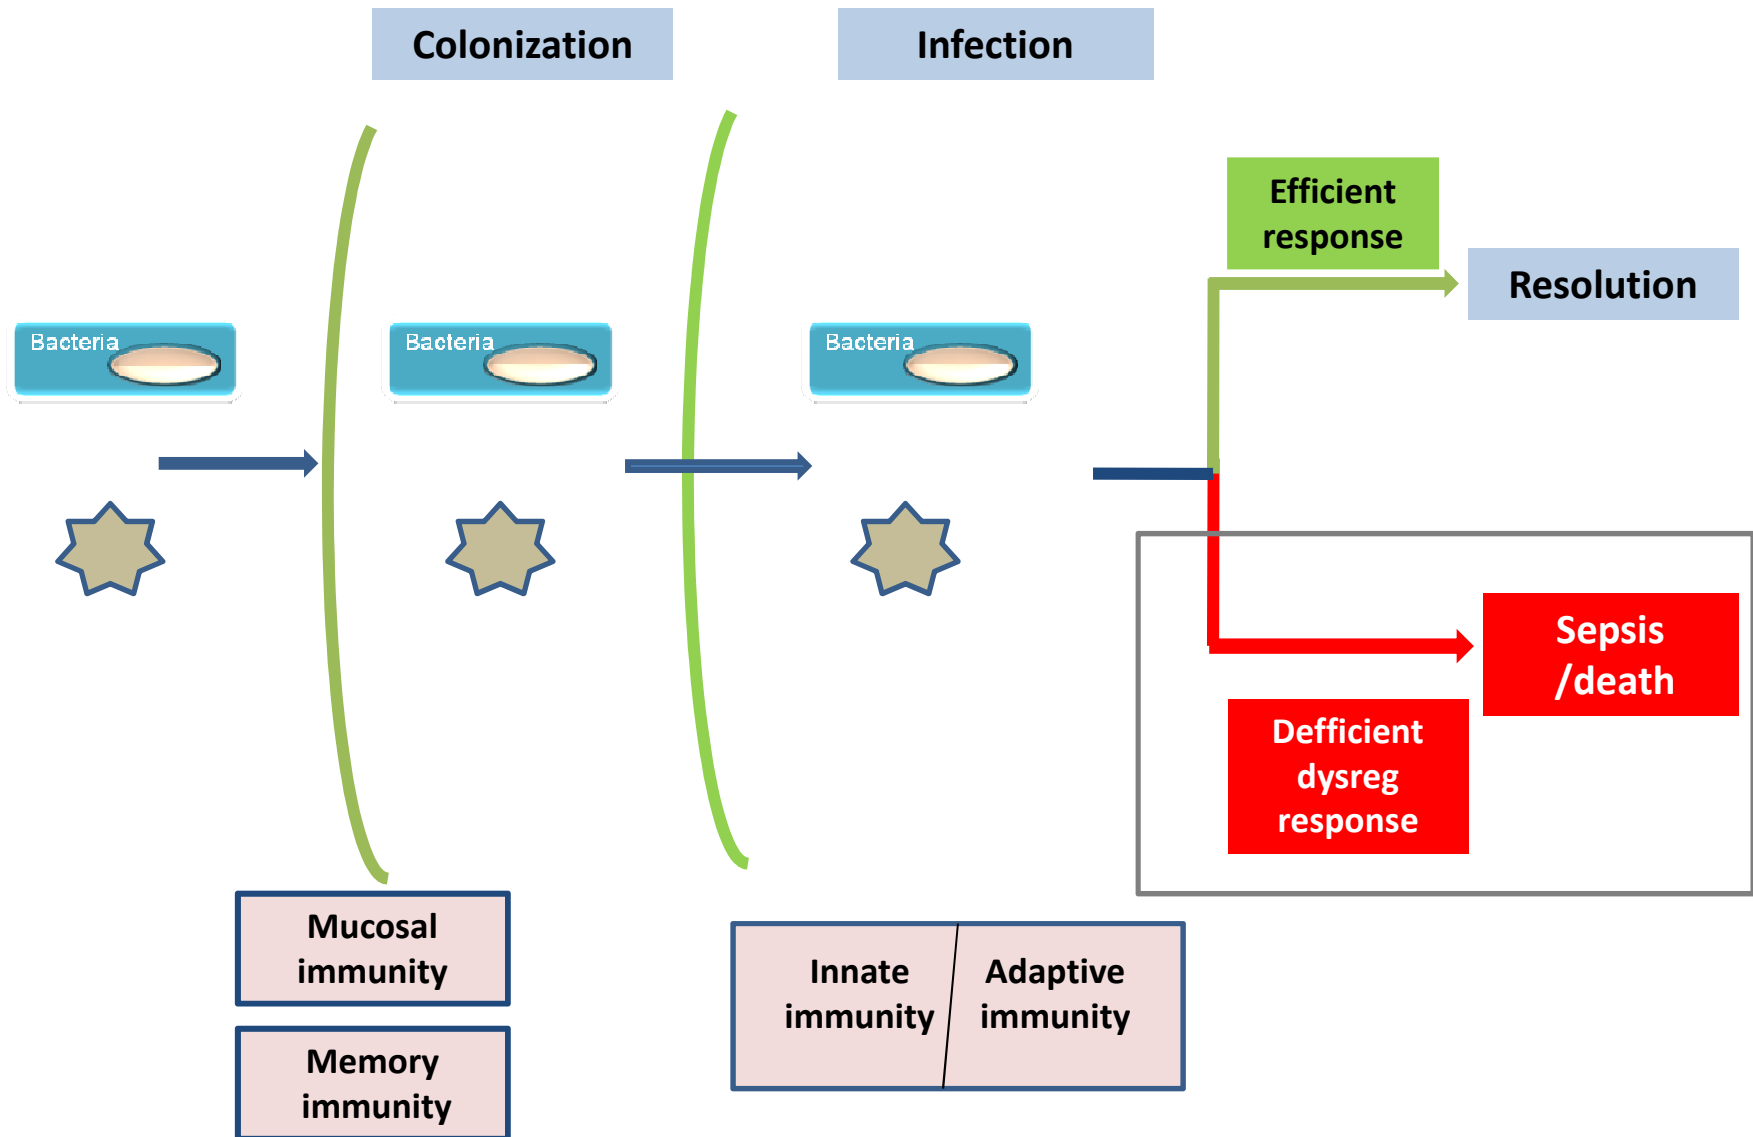 Colonization
Infection
Efficient
response
Resolution
Bacteria
Bacteria
Bacteria
Sepsis
/death
Defficient
dysreg
response
Mucosal
immunity
Innate
immunity
Adaptive
immunity
Memory
immunity